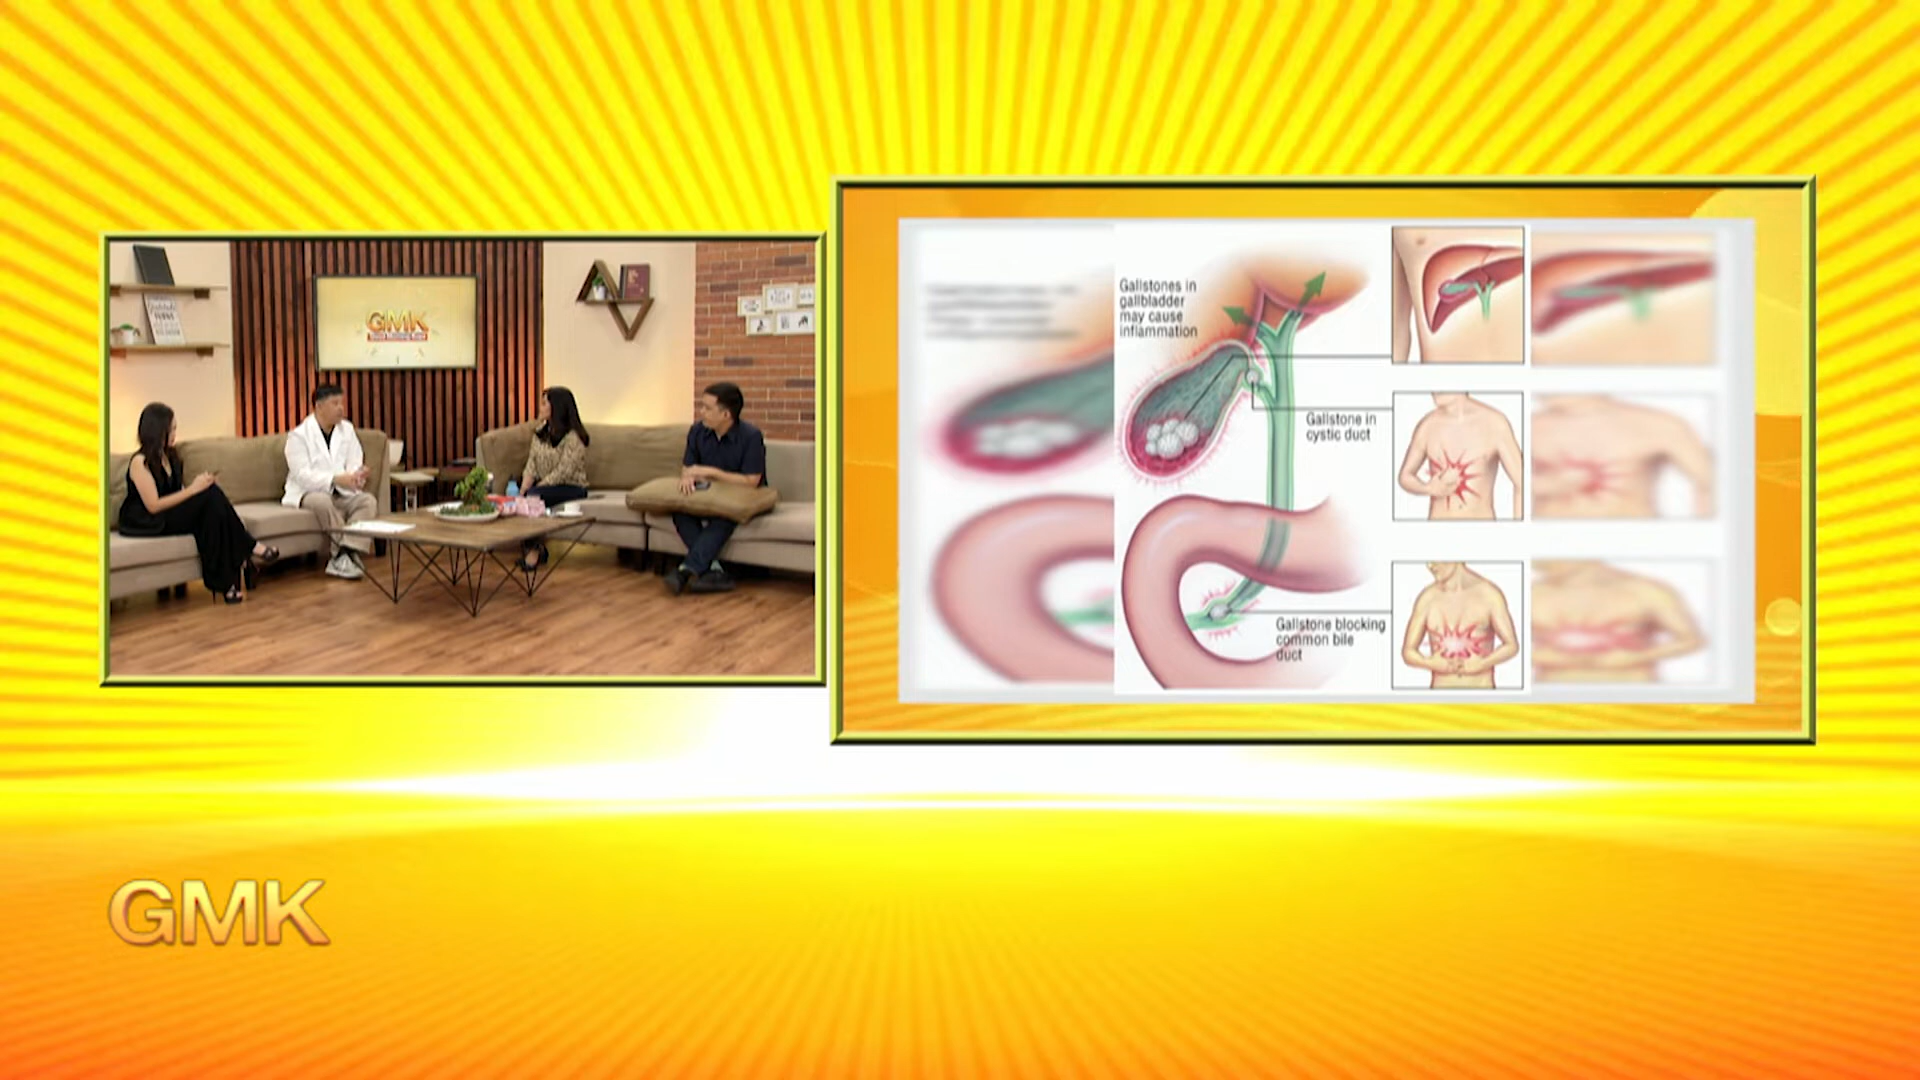 GMK
Gallstones in
gallbladder
may cause
inflammation
Gallstone in
cystic duct
Gallstone blocking
common bile
duct
GMK